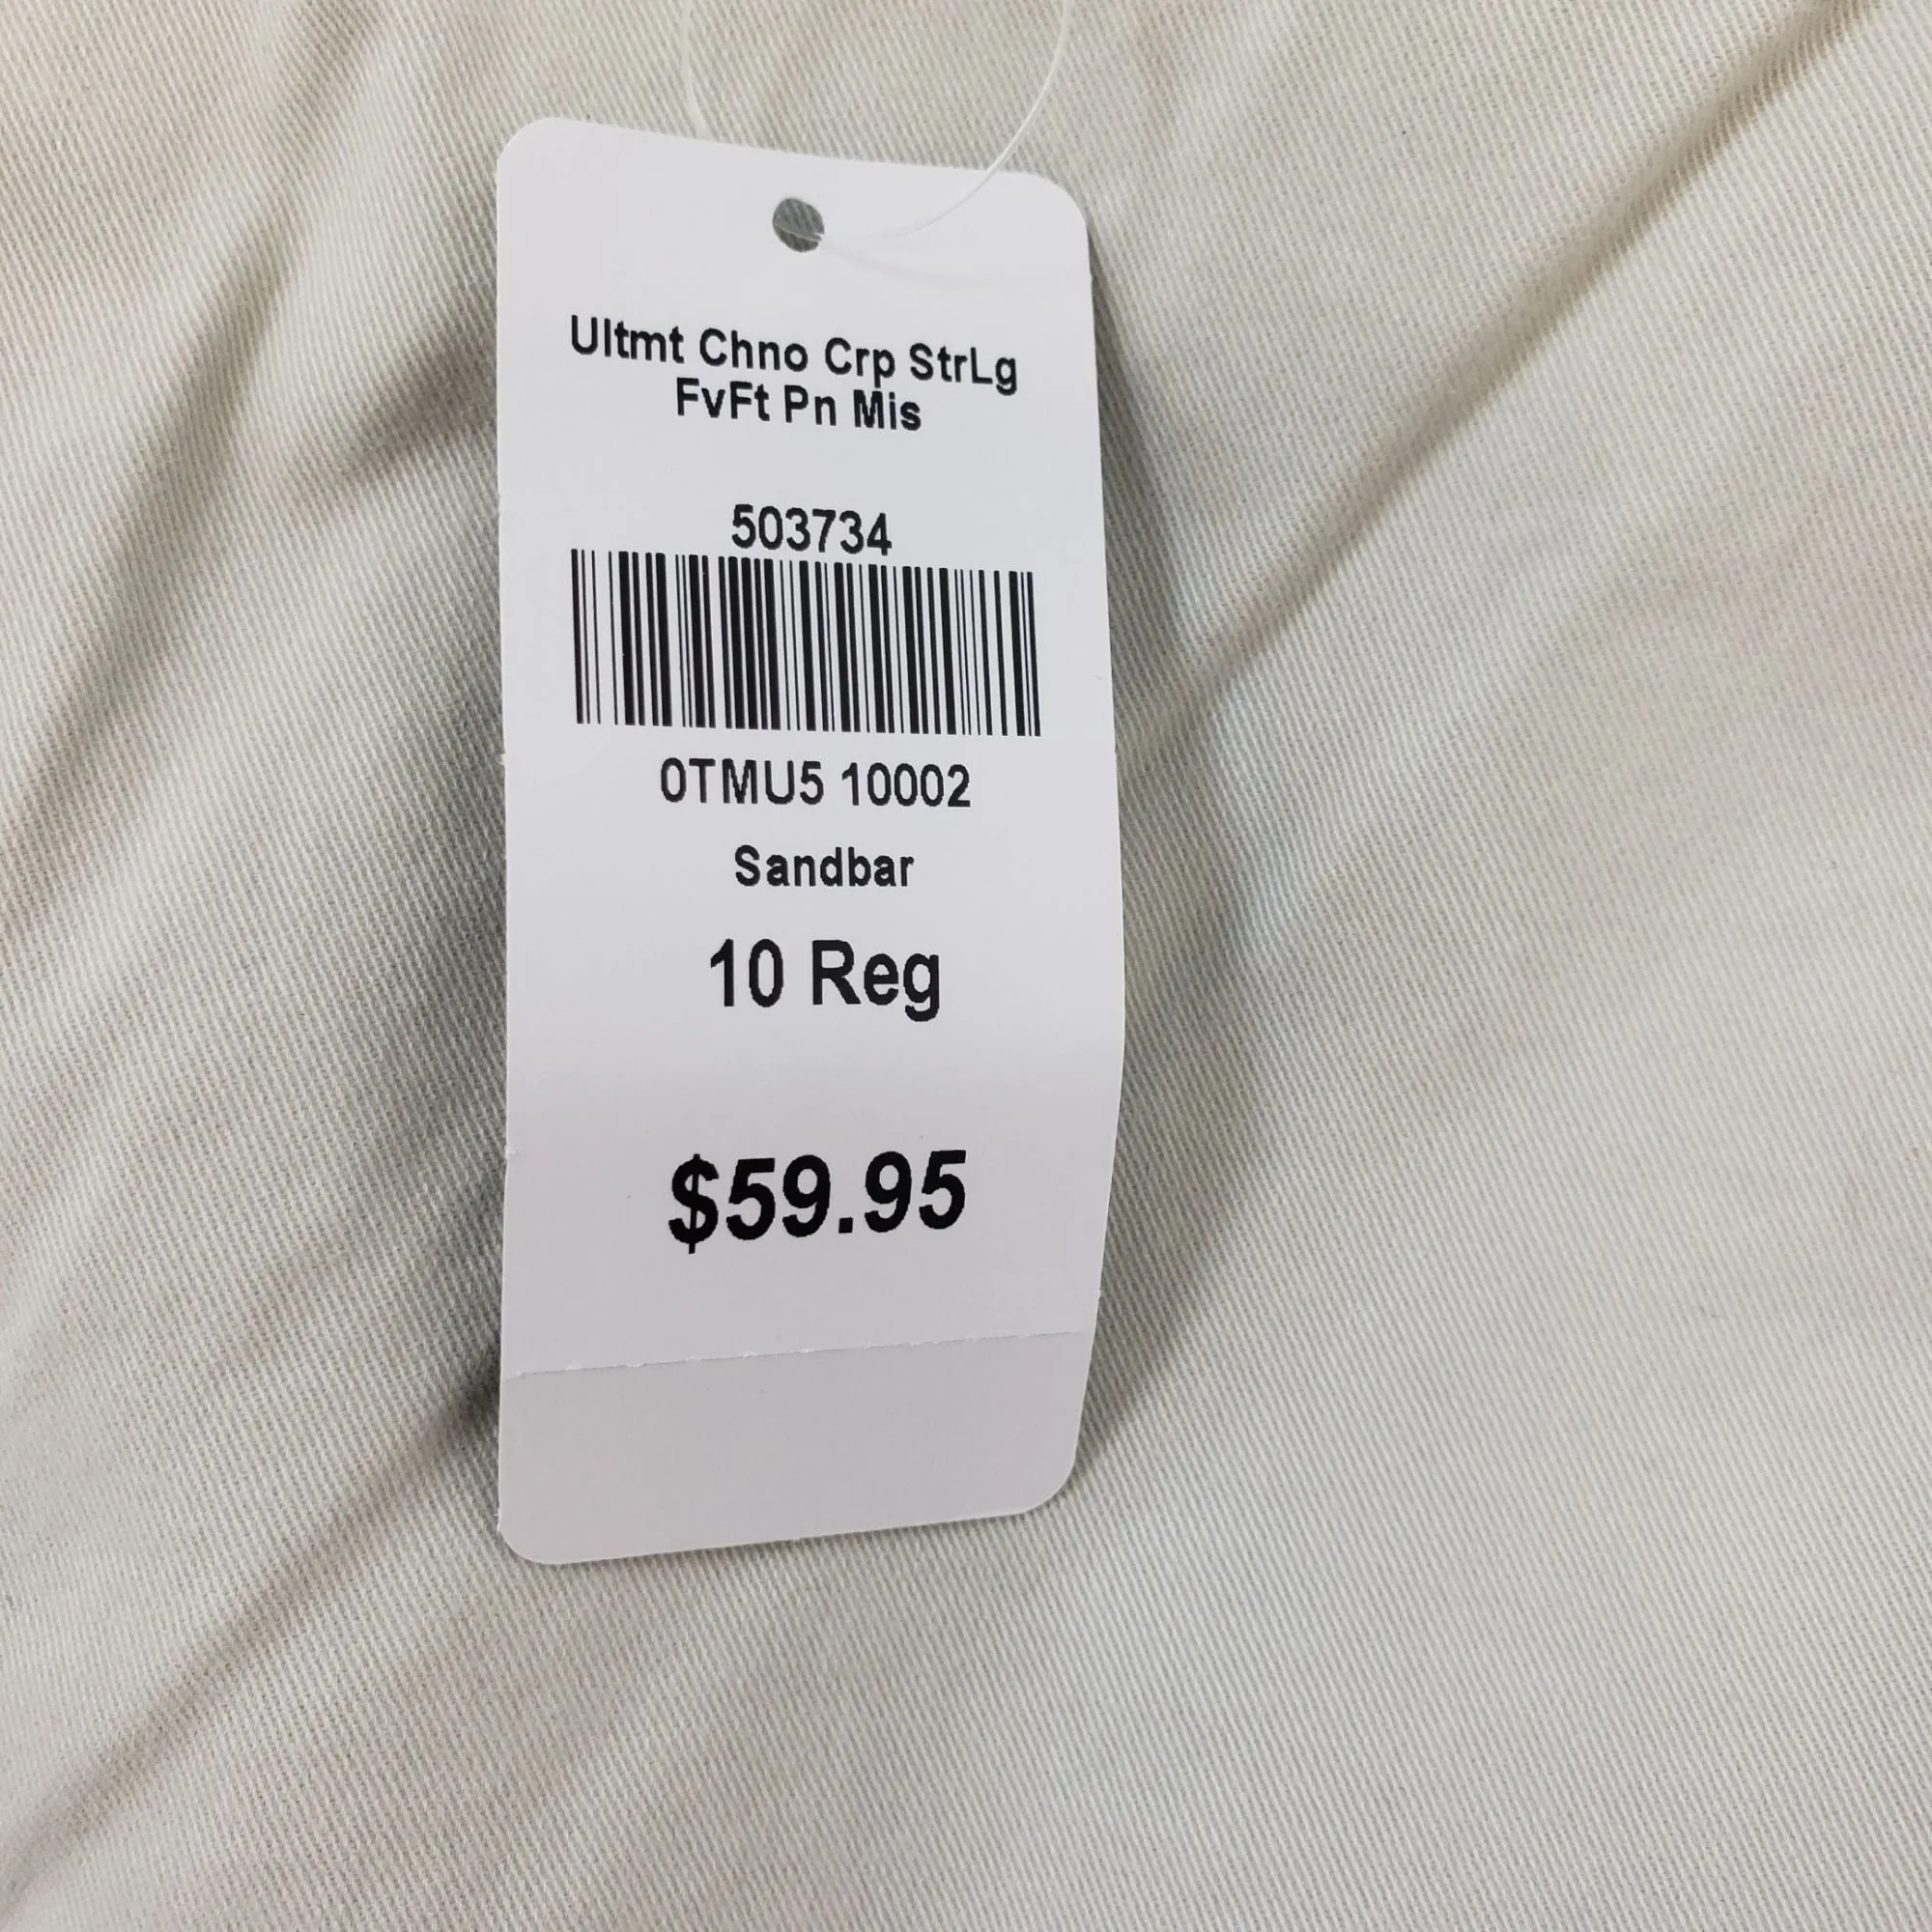 Ultmt Chno Crp StrLg
FvFt Pn Mis
503734
0TMU5 10002
Sandbar
10 Reg
$59.95